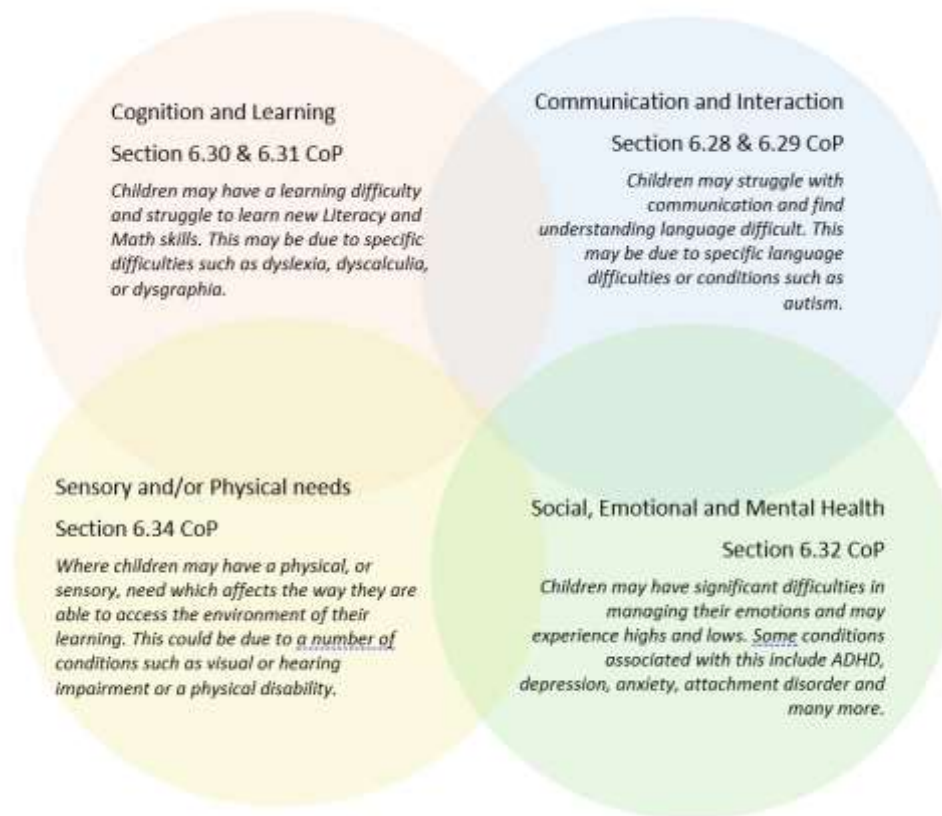 Cognition and Learning
Section 6.30 & 6.31 CoP
Children may have a learning difficulty
and struggle to learn new Literacy and
Math skills. This may be due to specific
difficulties such as dyslexia, dyscalculia,
or dysgraphia.
Communication and Interaction
Section 6.28 & 6.29 CoP
Children may struggle with
communication and find
understanding language difficult. This
may be due to specific language
difficulties or conditions such as
autism.
Sensory and/or Physical needs
Section 6.34 CoP
Where children may have a physical, or
sensory, need which affects the way they are
able to access the environment of their
learning. This could be due to a number of
conditions such as visual or hearing
impairment or a physical disability.
Social, Emotional and Mental Health
Section 6.32 CoP
Children may have significant difficulties in
managing their emotions and may
experience highs and lows. Some conditions
associated with this include ADHD,
depression, anxiety, attachment disorder and
many more.